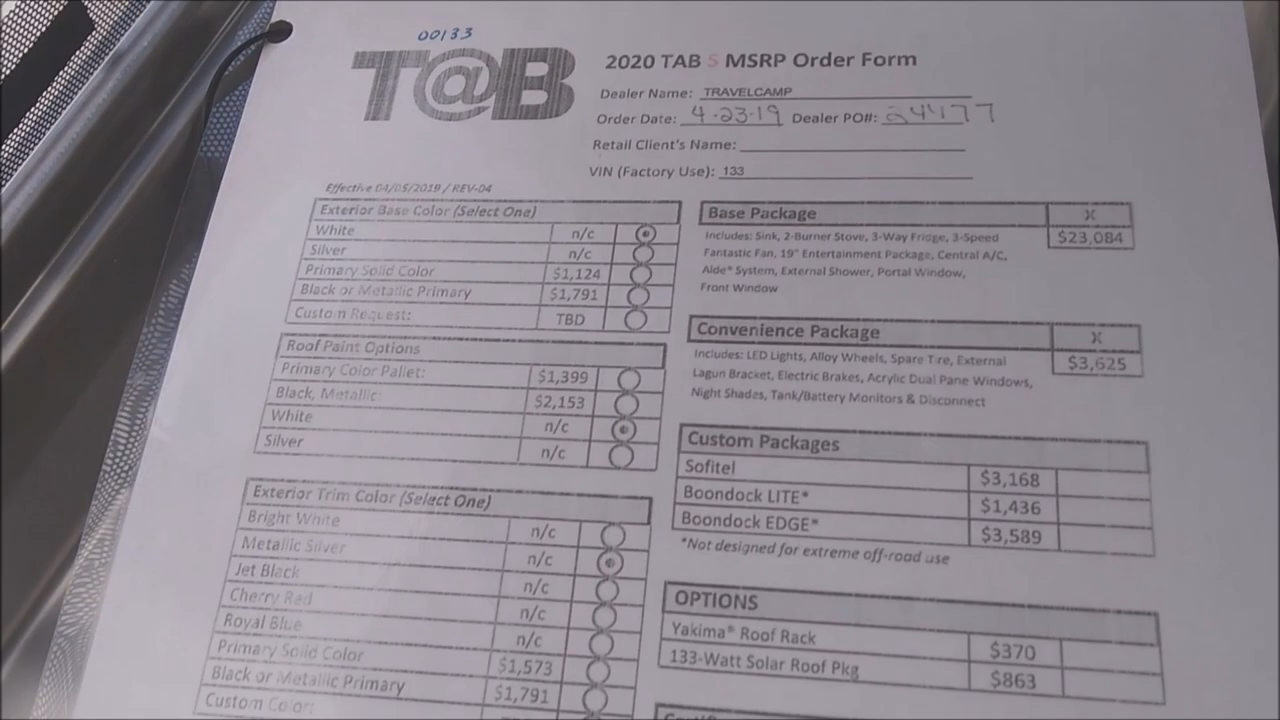 00133
T@B
2020 TAB S MSRP Order Form
Dealer Name: TRAVELCAMP
Order Date: 4-23-19 Dealer PO#: 24477
Retail Client's Name:
VIN (Factory Use): 133
Effective 04/05/2019 / REV-04
Exterior Base Color (Select One)
White n/c
Silver n/c
Primary Solid Color $1,124
Black or Metallic Primary $1,791
Custom Request: TBD
Roof Paint Options
Primary Color Pallet: $1,399
Black, Metallic: $2,153
White n/c
Silver n/c
Exterior Trim Color (Select One)
Bright White n/c
Metallic Silver n/c
Jet Black n/c
Cherry Red n/c
Royal Blue n/c
Primary Solid Color $1,573
Black or Metallic Primary $1,791
Custom Color:
Base Package X
Includes: Sink, 2-Burner Stove, 3-Way Fridge, 3-Speed $23,084
Fantastic Fan, 19" Entertainment Package, Central A/C,
Alde® System, External Shower, Portal Window,
Front Window
Convenience Package X
Includes: LED Lights, Alloy Wheels, Spare Tire, External $3,625
Lagun Bracket, Electric Brakes, Acrylic Dual Pane Windows,
Night Shades, Tank/Battery Monitors & Disconnect
Custom Packages
Sofitel $3,168
Boondock LITE* $1,436
Boondock EDGE* $3,589
*Not designed for extreme off-road use
OPTIONS
Yakima® Roof Rack $370
133-Watt Solar Roof Pkg $863